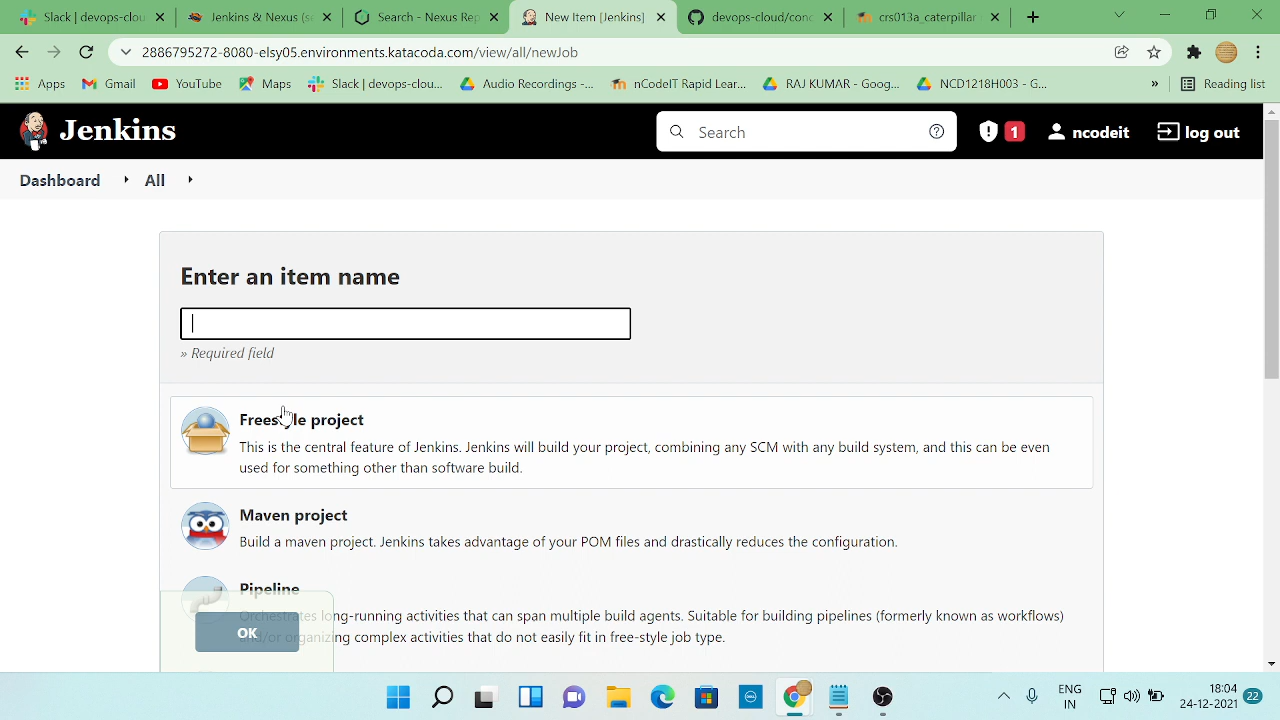 Slack | devops-clou
Jenkins & Nexus (sc
Search - Nexus Rep
New Item [Jenkins]
devops-cloud/conc
crs013a_caterpillar
2886795272-8080-elsy05.environments.katacoda.com/view/all/newJob
Apps
Gmail
YouTube
Maps
Slack | devops-clou...
Audio Recordings -...
nCodeIT Rapid Lear...
RAJ KUMAR - Goog...
NCD1218H003 - G...
»
Reading list
Jenkins
Search
1
ncodeit
log out
Dashboard
All
Enter an item name
» Required field
Freestyle project
This is the central feature of Jenkins. Jenkins will build your project, combining any SCM with any build system, and this can be even
used for something other than software build.
Maven project
Build a maven project. Jenkins takes advantage of your POM files and drastically reduces the configuration.
Pipeline
Orchestrates long-running activities that can span multiple build agents. Suitable for building pipelines (formerly known as workflows)
and/or organizing complex activities that do not easily fit in free-style job type.
OK
DELL
ENG
IN
18:04
24-12-2021
22